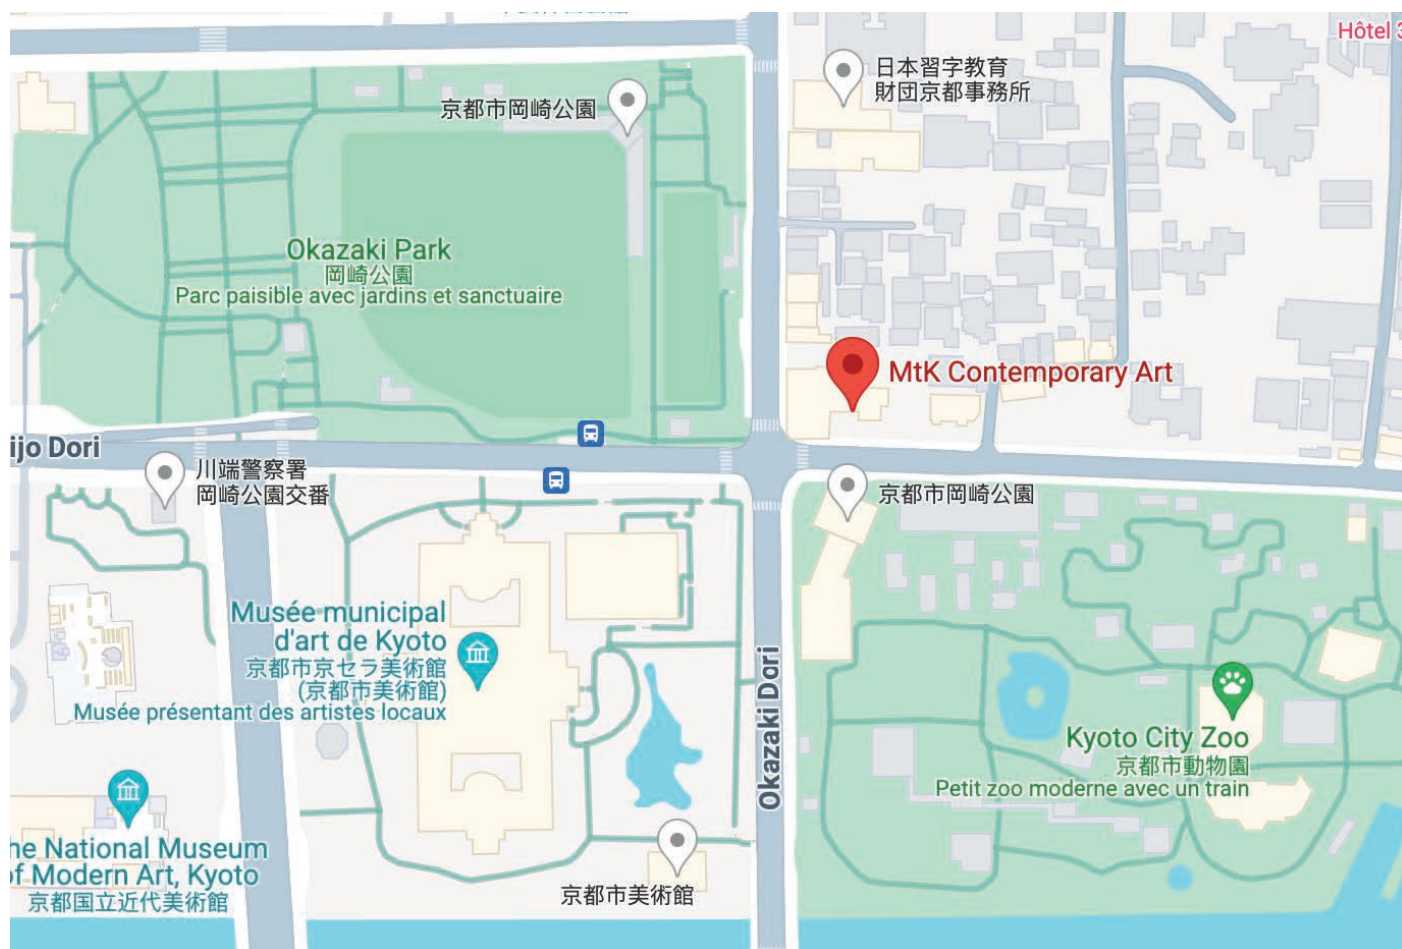 Hôtel
日本習字教育
財団京都事務所
京都市岡崎公園
Okazaki Park
岡崎公園
Parc paisible avec jardins et sanctuaire
MtK Contemporary Art
ijo Dori
川端警察署
岡崎公園交番
京都市岡崎公園
Musée municipal
d'art de Kyoto
京都市京セラ美術館
(京都市美術館)
Musée présentant des artistes locaux
Okazaki Dori
Kyoto City Zoo
京都市動物園
Petit zoo moderne avec un train
he National Museum
of Modern Art, Kyoto
京都国立近代美術館
京都市美術館